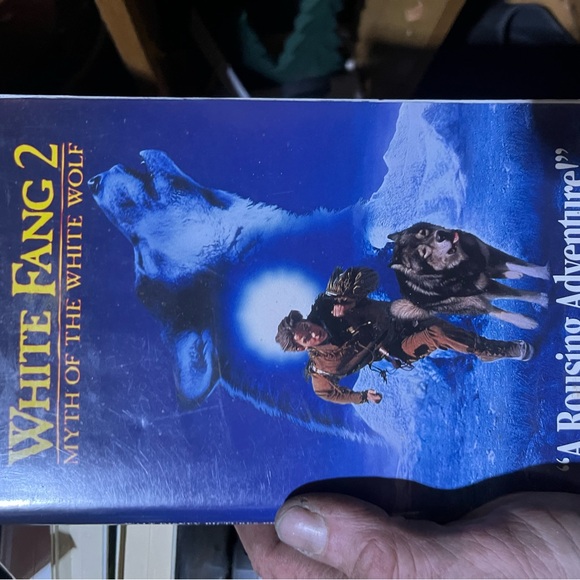 WHITE FANG 2
MYTH OF THE WHITE WOLF
“A Rousing Adventure!”